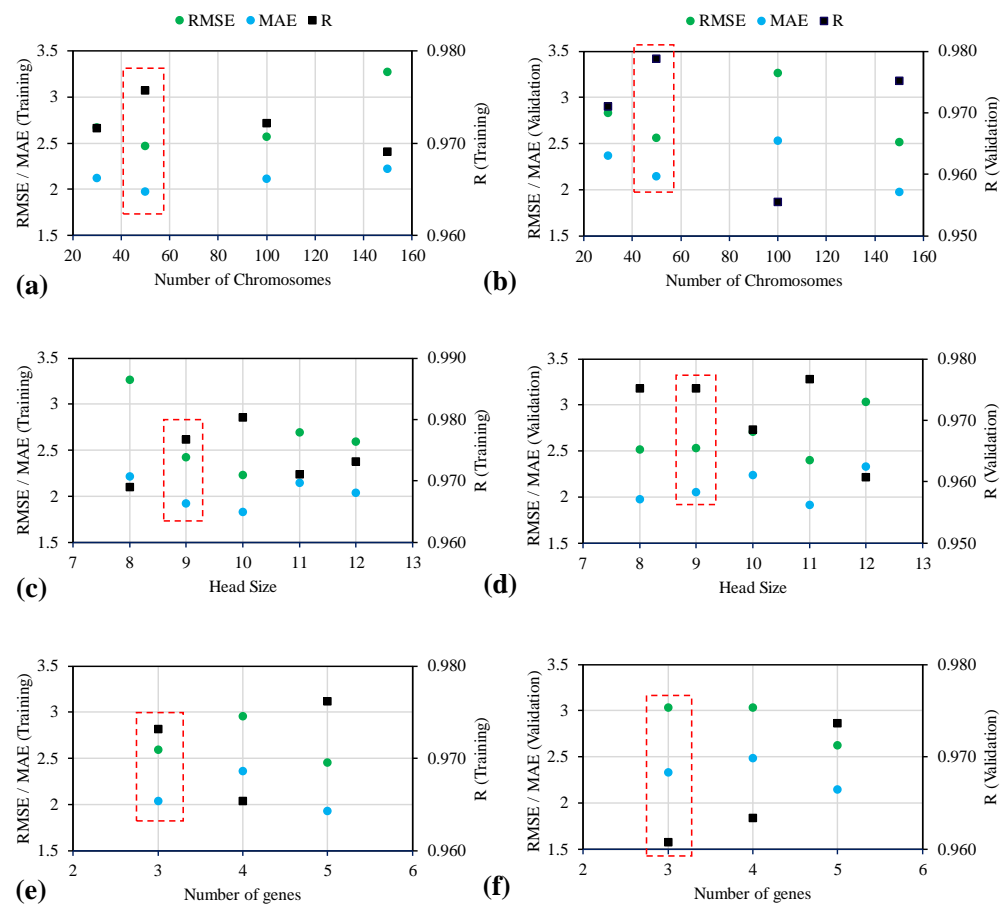 RMSE MAE R
RMSE MAE R
3.5 3 2.5 2 1.5
RMSE / MAE (Training)
0.980 0.970 0.960
R (Training)
20 40 60 80 100 120 140 160
Number of Chromosomes
(a)
3.5 3 2.5 2 1.5
RMSE / MAE (Validation)
0.980 0.970 0.960 0.950
R (Validation)
20 40 60 80 100 120 140 160
Number of Chromosomes
(b)
3.5 3 2.5 2 1.5
RMSE / MAE (Training)
0.990 0.980 0.970 0.960
R (Training)
7 8 9 10 11 12 13
Head Size
(c)
3.5 3 2.5 2 1.5
RMSE / MAE (Validation)
0.980 0.970 0.960 0.950
R (Validation)
7 8 9 10 11 12 13
Head Size
(d)
3.5 3 2.5 2 1.5
RMSE / MAE (Training)
0.980 0.970 0.960
R (Training)
2 3 4 5 6
Number of genes
(e)
3.5 3 2.5 2 1.5
RMSE / MAE (Validation)
0.980 0.970 0.960
R (Validation)
2 3 4 5 6
Number of genes
(f)